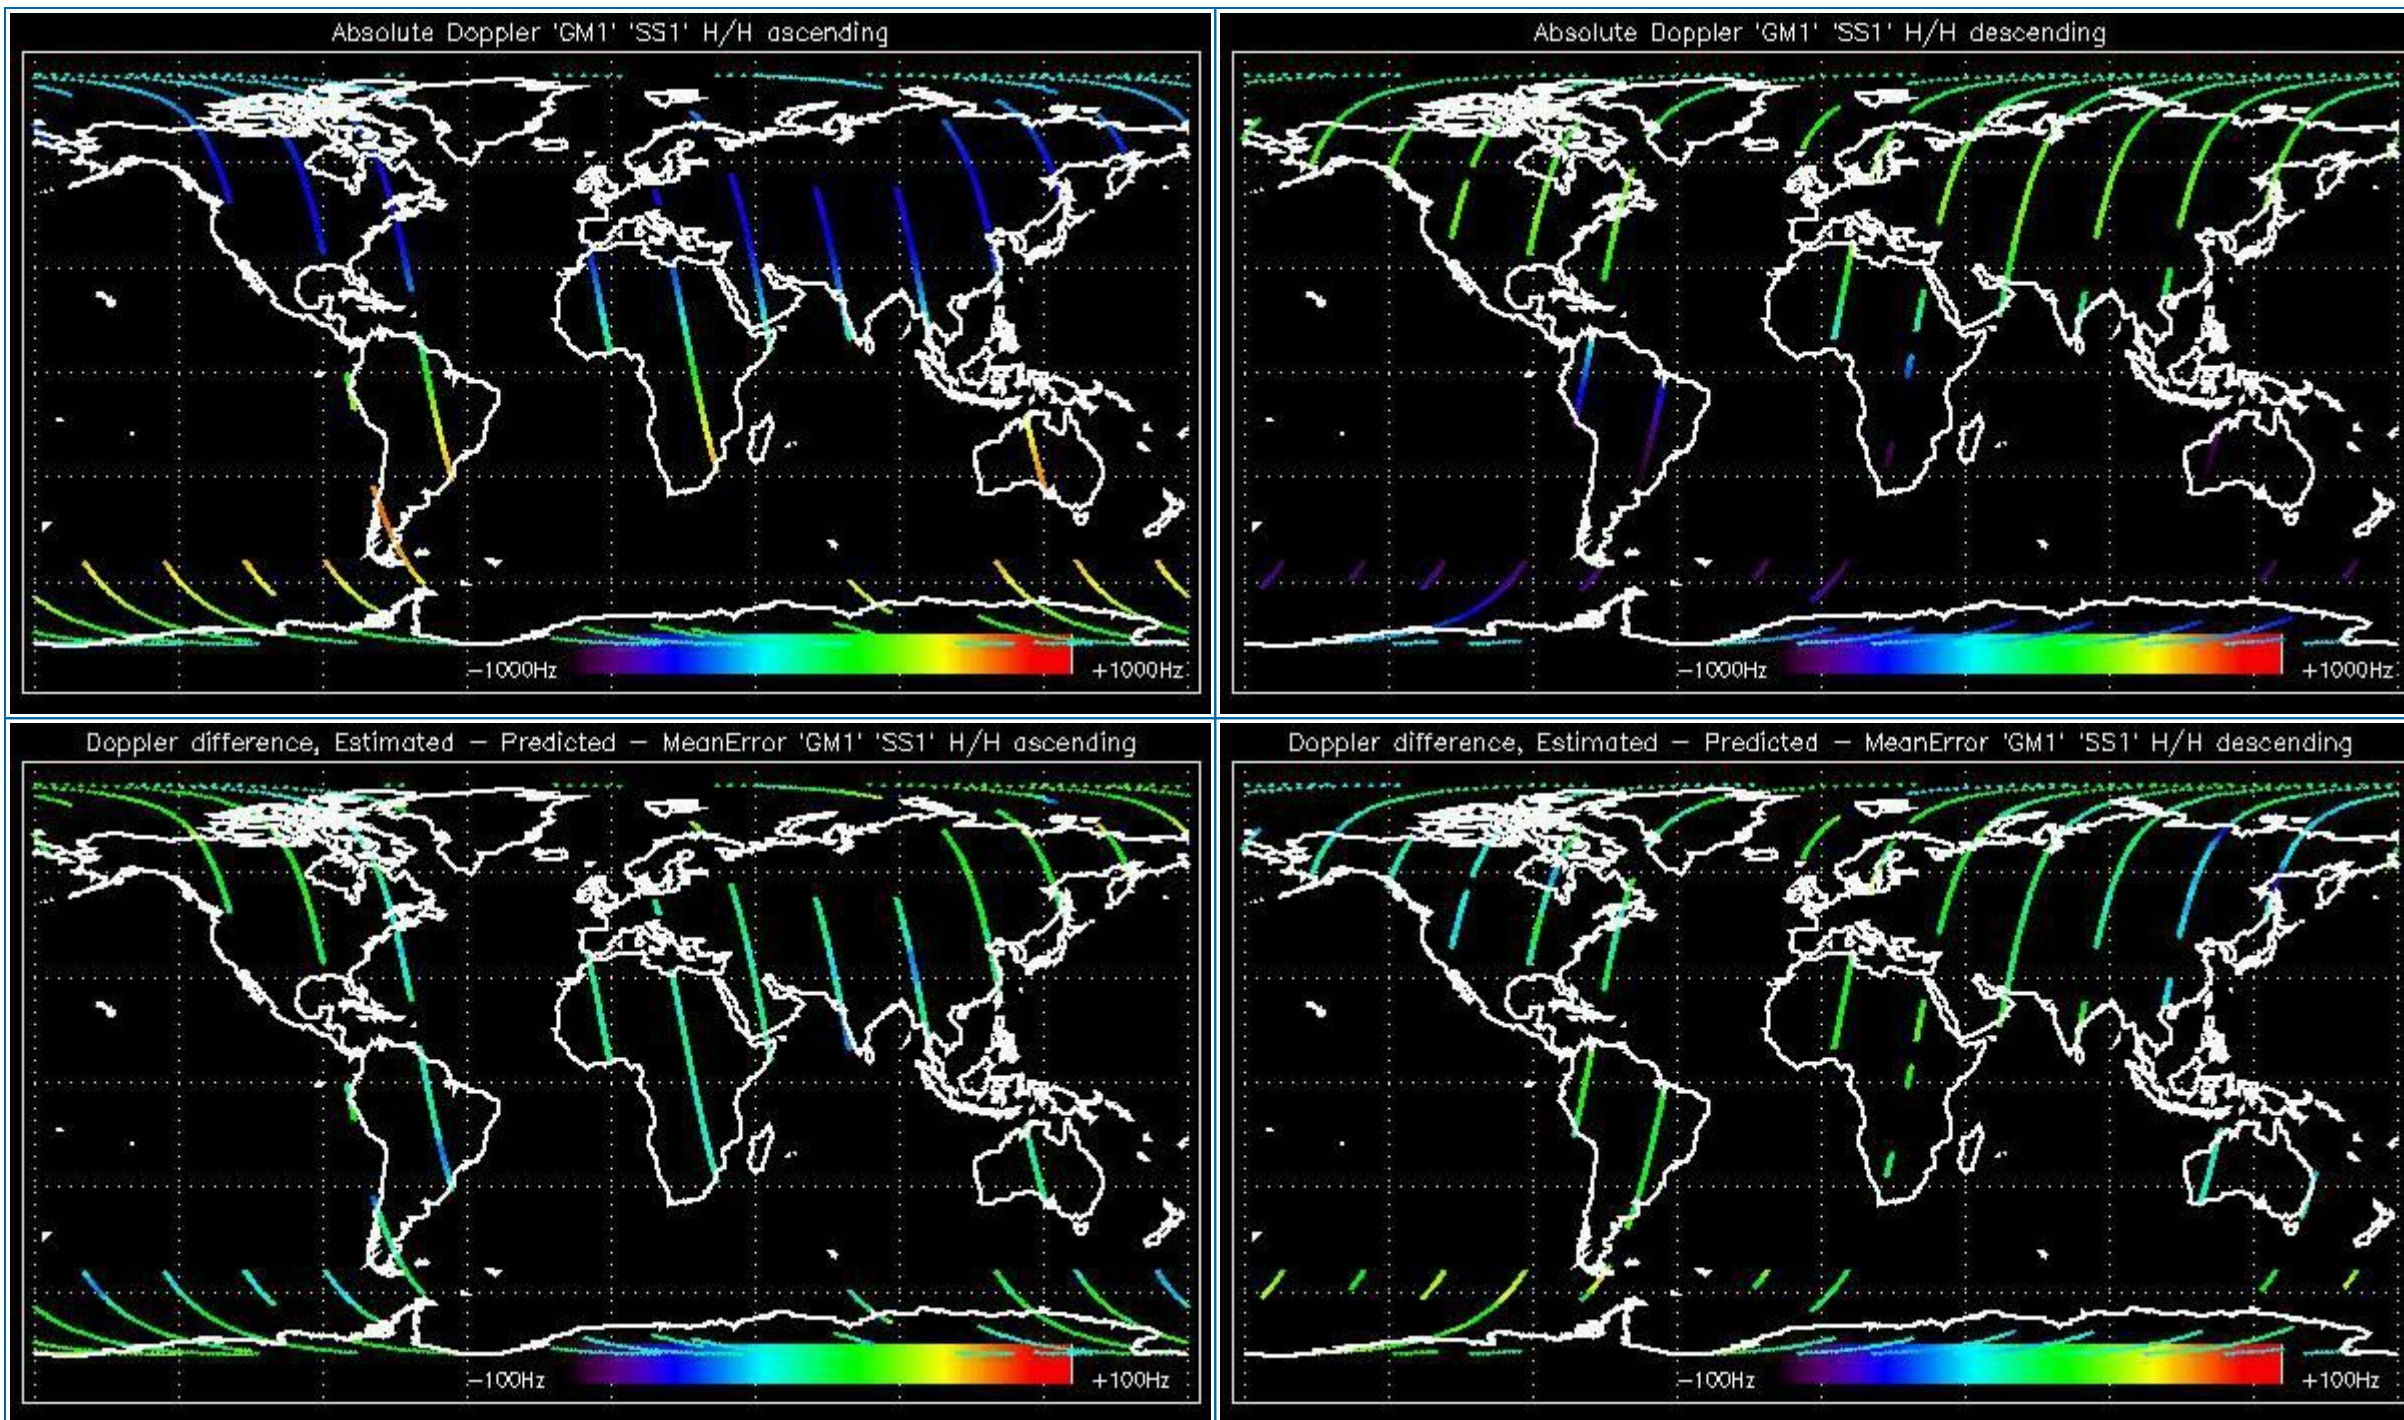 Absolute Doppler 'GM1' 'SS1' H/H ascending
−1000Hz
+1000Hz
Absolute Doppler 'GM1' 'SS1' H/H descending
−1000Hz
+1000Hz
Doppler difference, Estimated − Predicted − MeanError 'GM1' 'SS1' H/H ascending
−100Hz
+100Hz
Doppler difference, Estimated − Predicted − MeanError 'GM1' 'SS1' H/H descending
−100Hz
+100Hz